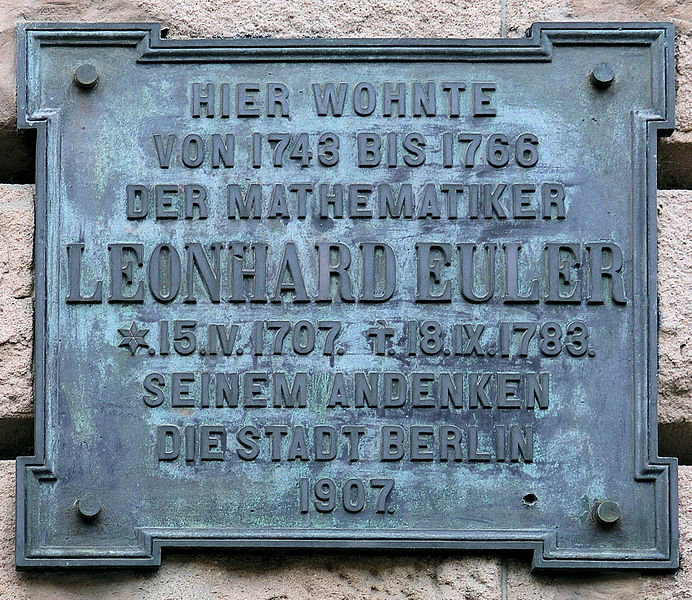 HIER WOHNTE
VON 1743 BIS 1766
DER MATHEMATIKER
LEONHARD EULER
*.15.IV.1707. †.18.IX.1783.
SEINEM ANDENKEN
DIE STADT BERLIN
1907.